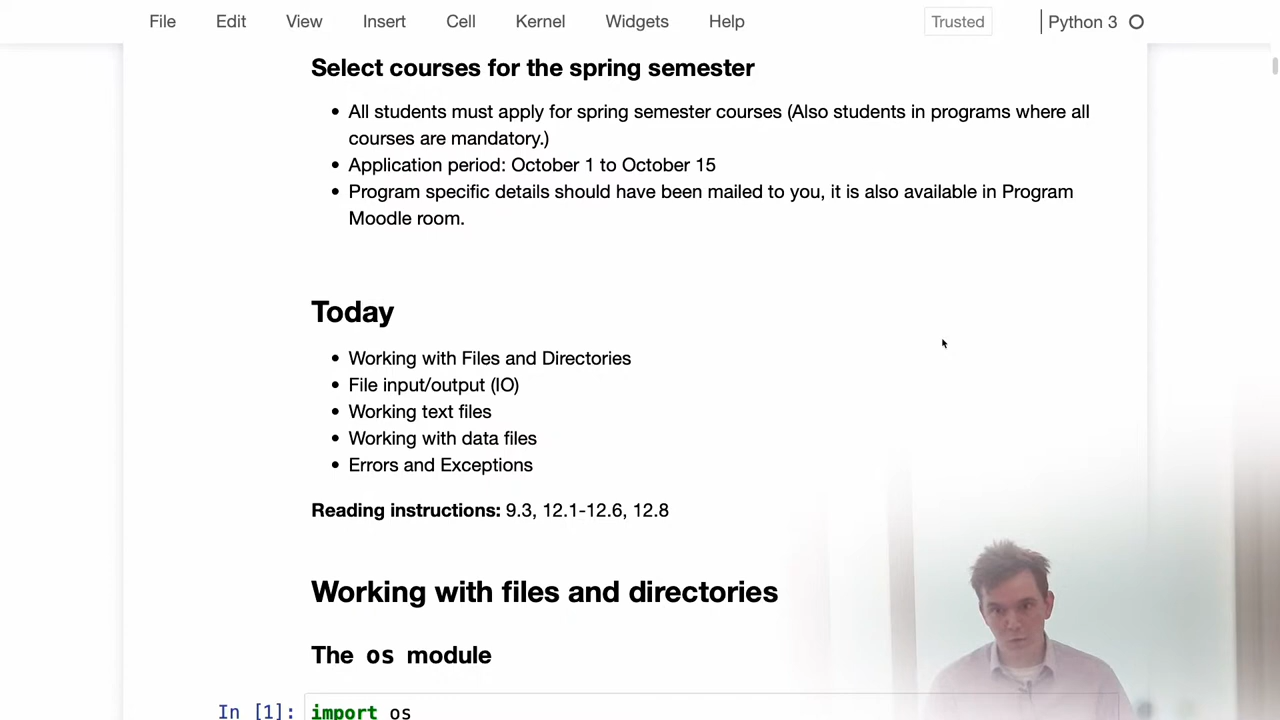 File Edit View Insert Cell Kernel Widgets Help Trusted Python 3
Select courses for the spring semester
All students must apply for spring semester courses (Also students in programs where all
courses are mandatory.)
Application period: October 1 to October 15
Program specific details should have been mailed to you, it is also available in Program
Moodle room.
Today
Working with Files and Directories
File input/output (IO)
Working text files
Working with data files
Errors and Exceptions
Reading instructions: 9.3, 12.1-12.6, 12.8
Working with files and directories
The os module
In [1]: import os